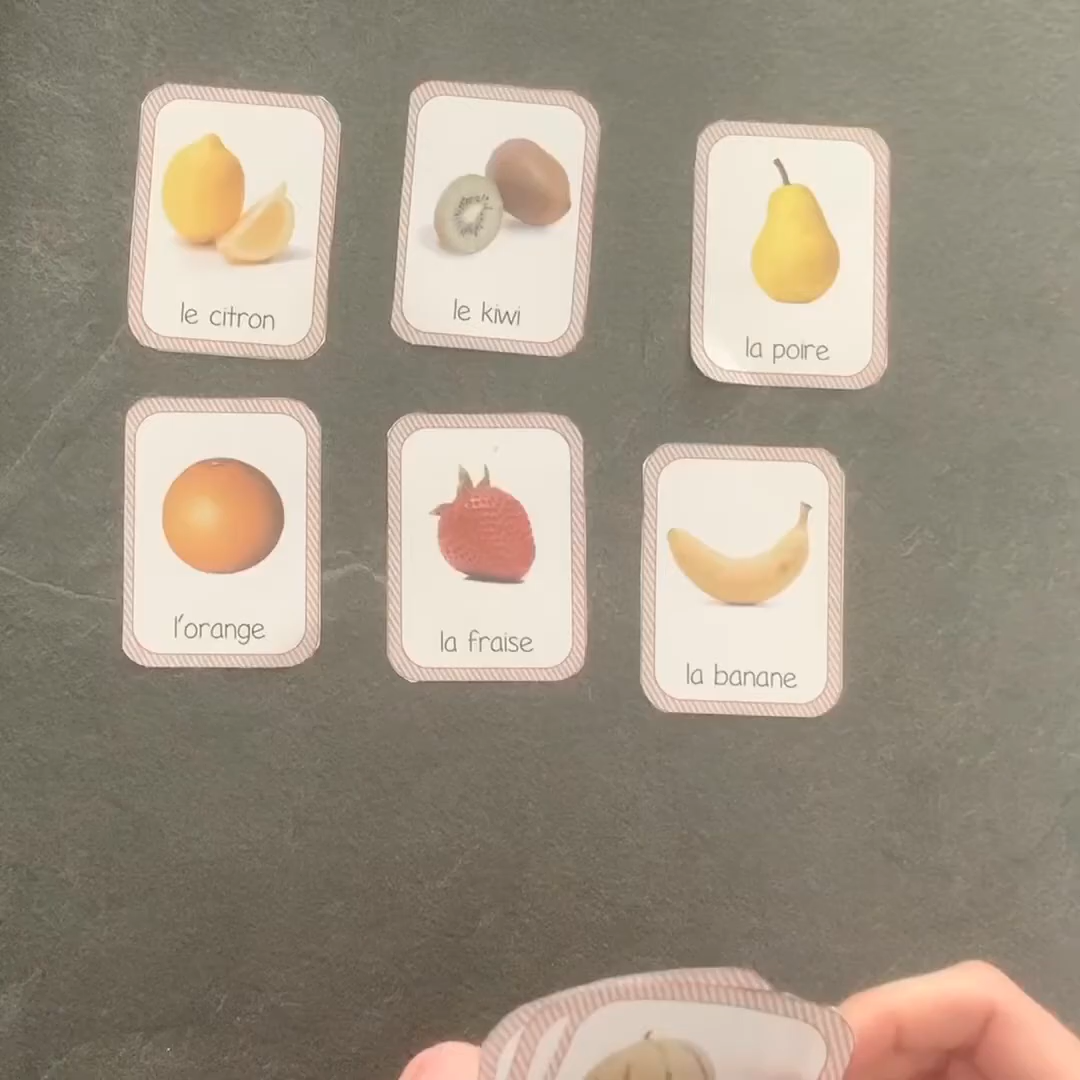 le citron
le kiwi
la poire
l'orange
la fraise
la banane